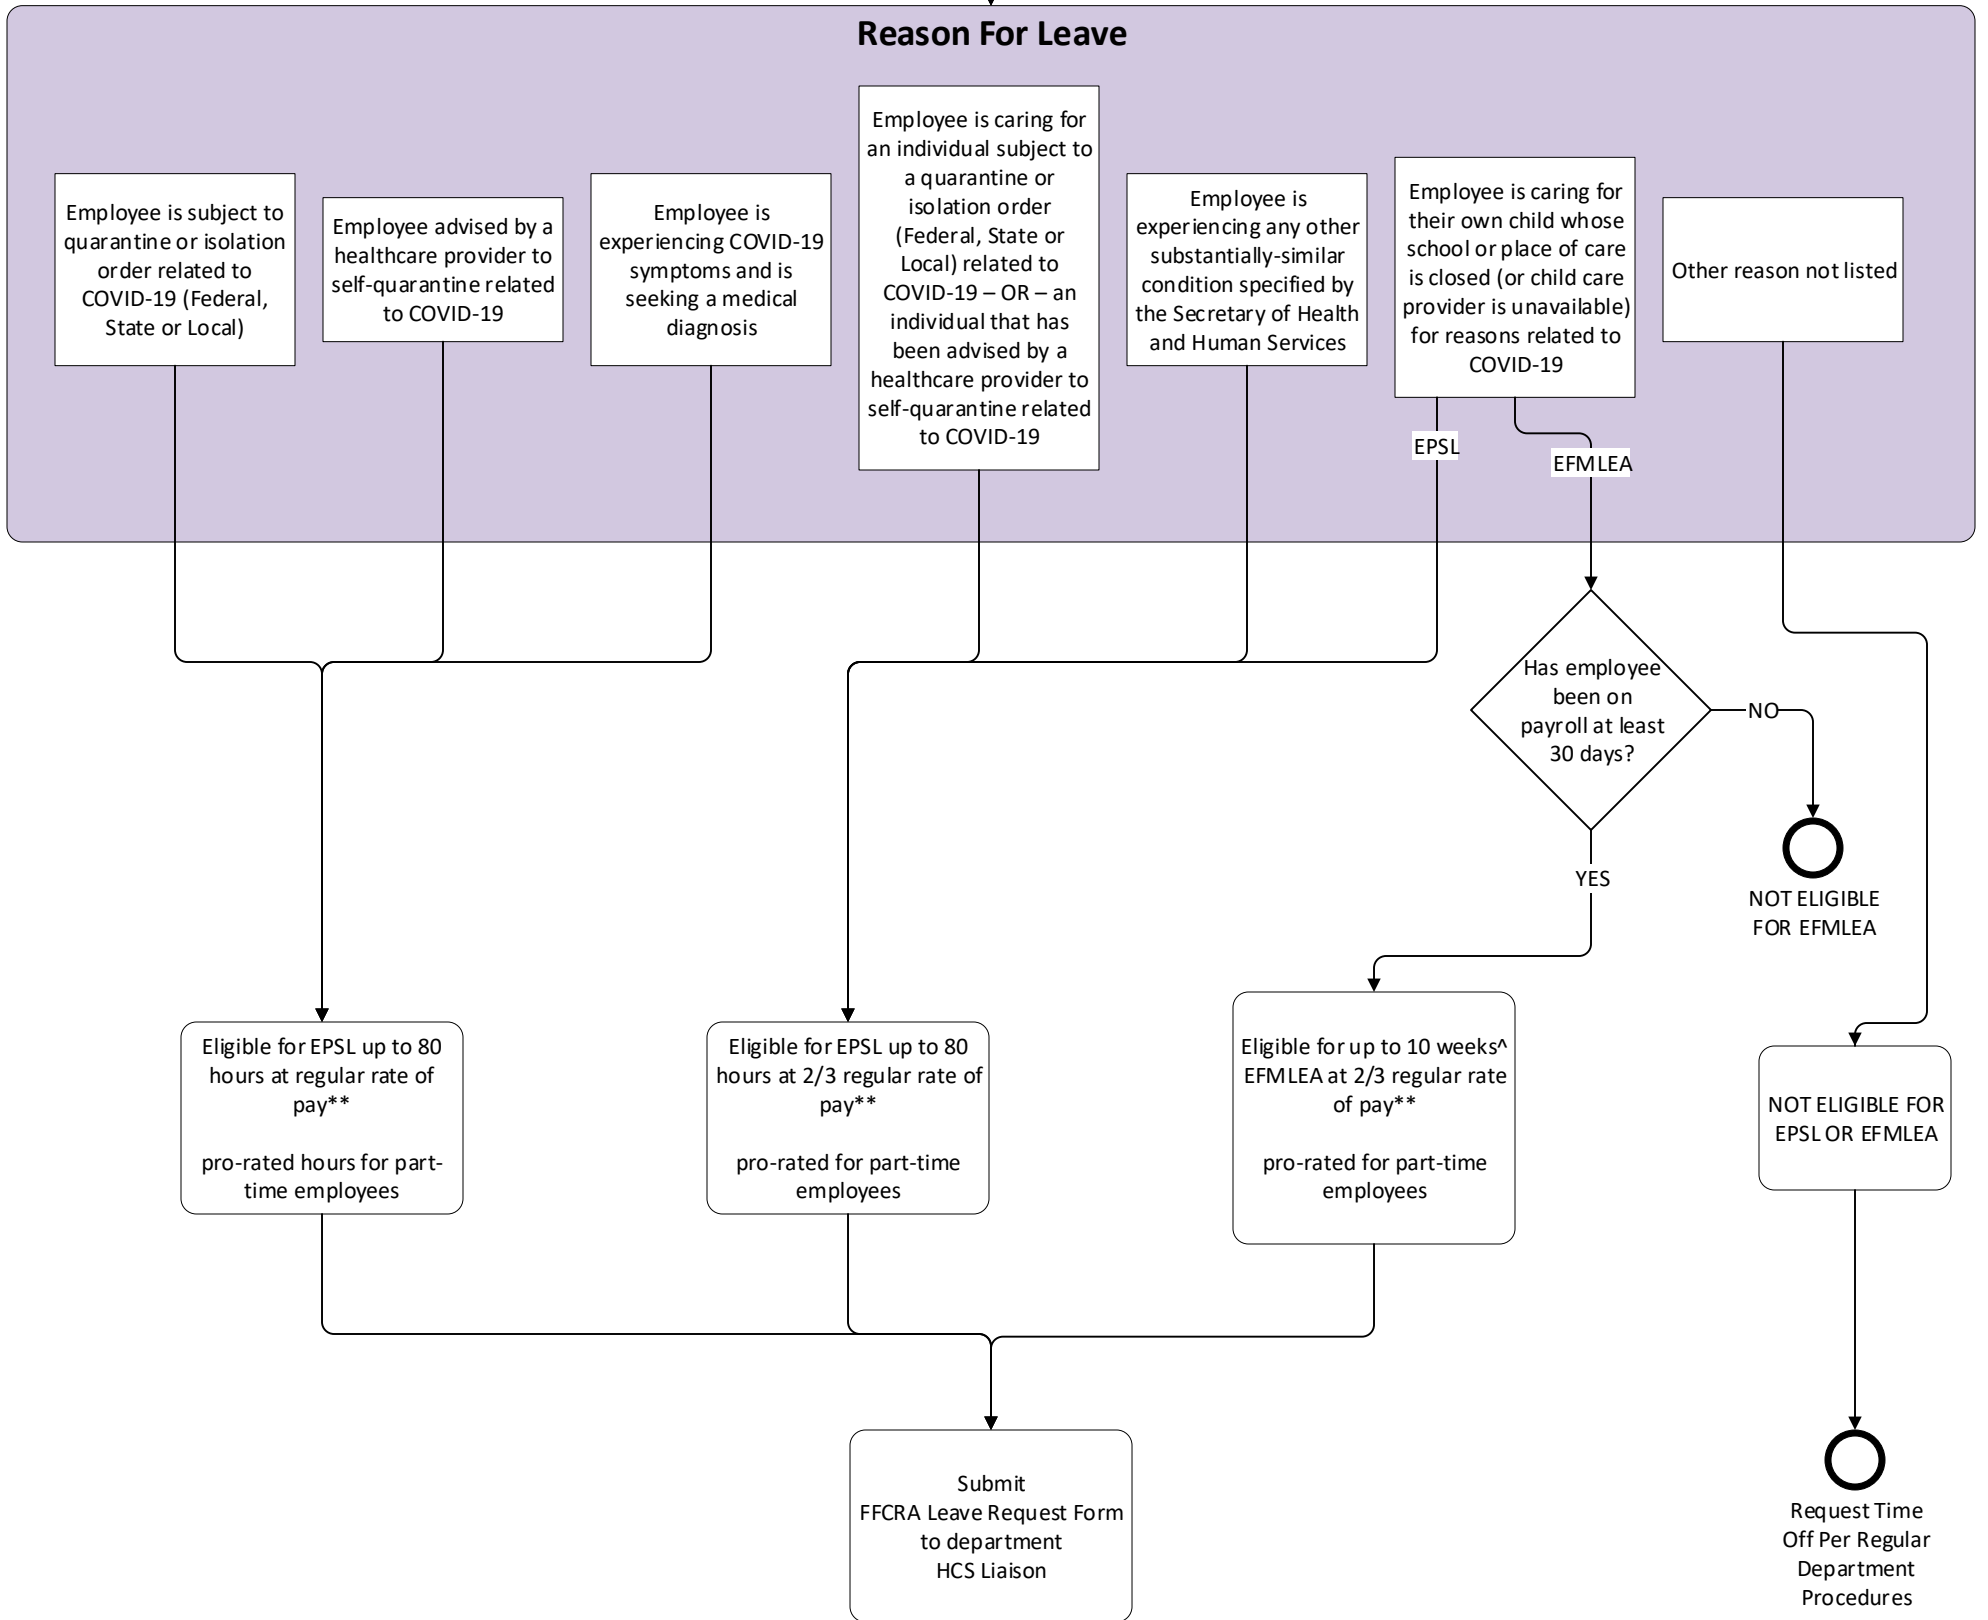 Reason For Leave
Employee is subject to
quarantine or isolation
order related to
COVID-19 (Federal,
State or Local)
Employee advised by a
healthcare provider to
self-quarantine related
to COVID-19
Employee is
experiencing COVID-19
symptoms and is
seeking a medical
diagnosis
Employee is caring for
an individual subject to
a quarantine or
isolation order
(Federal, State or
Local) related to
COVID-19 – OR – an
individual that has
been advised by a
healthcare provider to
self-quarantine related
to COVID-19
Employee is
experiencing any other
substantially-similar
condition specified by
the Secretary of Health
and Human Services
Employee is caring for
their own child whose
school or place of care
is closed (or child care
provider is unavailable)
for reasons related to
COVID-19
Other reason not listed
EPSL
EFMLEA
Has employee
been on
payroll at least
30 days?
NO
NOT ELIGIBLE
FOR EFMLEA
YES
Eligible for EPSL up to 80
hours at regular rate of
pay**
pro-rated hours for part-
time employees
Eligible for EPSL up to 80
hours at 2/3 regular rate of
pay**
pro-rated for part-time
employees
Eligible for up to 10 weeks^
EFMLEA at 2/3 regular rate
of pay**
pro-rated for part-time
employees
NOT ELIGIBLE FOR
EPSL OR EFMLEA
Submit
FFCRA Leave Request Form
to department
HCS Liaison
Request Time
Off Per Regular
Department
Procedures